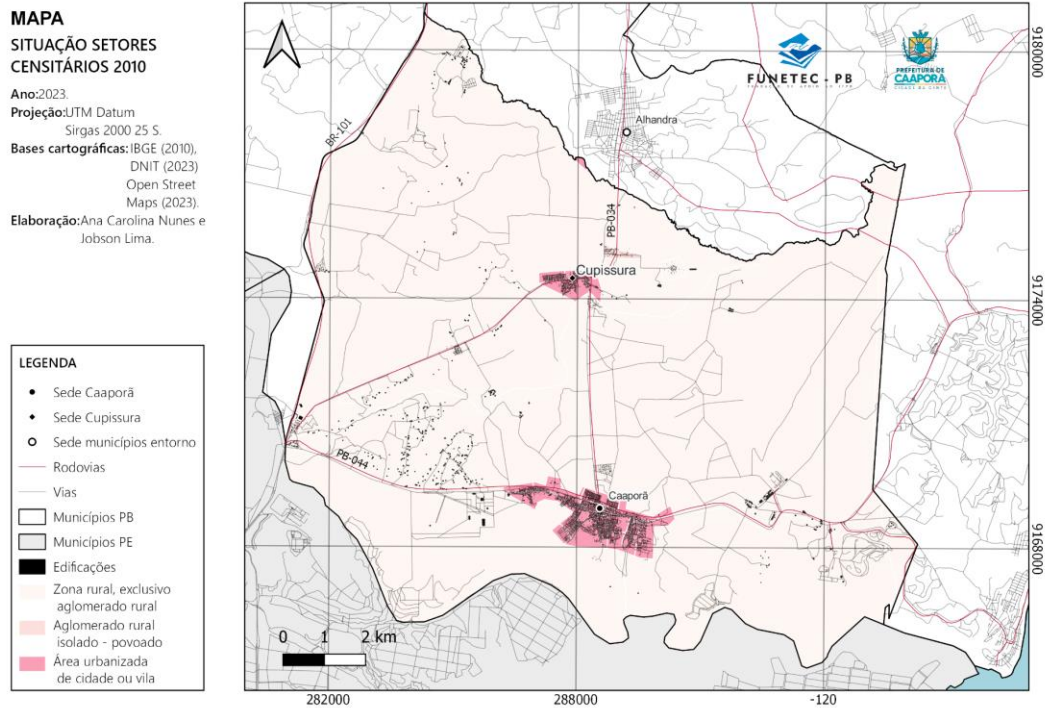 MAPA
SITUAÇÃO SETORES
CENSITÁRIOS 2010
Ano:2023.
Projeção:UTM Datum
Sirgas 2000 25 S.
Bases cartográficas:IBGE (2010),
DNIT (2023)
Open Street
Maps (2023).
Elaboração:Ana Carolina Nunes e
Jobson Lima.
LEGENDA
Sede Caaporã
Sede Cupissura
Sede municípios entorno
Rodovias
Vias
Municípios PB
Municípios PE
Edificações
Zona rural, exclusivo
aglomerado rural
Aglomerado rural
isolado - povoado
Área urbanizada
de cidade ou vila
FUNETEC - PB
PREFEITURA DE
CAAPORÃ
CIDADE DA GENTE
BR-101
Alhandra
PB-034
Cupissura
PB-044
Caaporã
0 1 2 km
9180000
9174000
9168000
282000
288000
-120